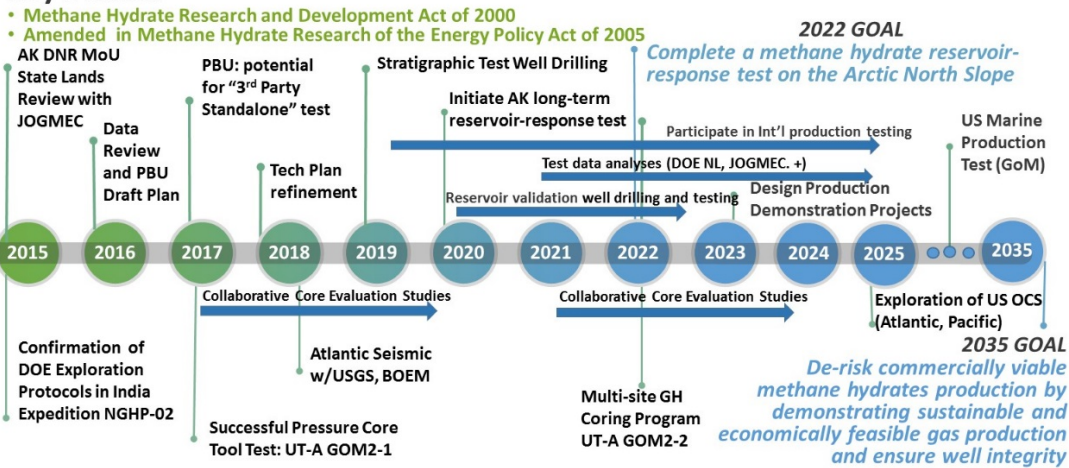 • Methane Hydrate Research and Development Act of 2000
• Amended in Methane Hydrate Research of the Energy Policy Act of 2005
2022 GOAL
Complete a methane hydrate reservoir-
response test on the Arctic North Slope
AK DNR MoU
State Lands
Review with
JOGMEC
Data
Review
and PBU
Draft Plan
PBU: potential
for “3rd Party
Standalone” test
Tech Plan
refinement
Stratigraphic Test Well Drilling
Initiate AK long-term
reservoir-response test
Participate in Int'l production testing
Test data analyses (DOE NL, JOGMEC. +)
Reservoir validation well drilling and testing
Design Production
Demonstration Projects
US Marine
Production
Test (GoM)
2015
2016
2017
2018
2019
2020
2021
2022
2023
2024
2025
2035
Collaborative Core Evaluation Studies
Collaborative Core Evaluation Studies
Confirmation of
DOE Exploration
Protocols in India
Expedition NGHP-02
Successful Pressure Core
Tool Test: UT-A GOM2-1
Atlantic Seismic
w/USGS, BOEM
Multi-site GH
Coring Program
UT-A GOM2-2
Exploration of US OCS
(Atlantic, Pacific)
2035 GOAL
De-risk commercially viable
methane hydrates production by
demonstrating sustainable and
economically feasible gas production
and ensure well integrity